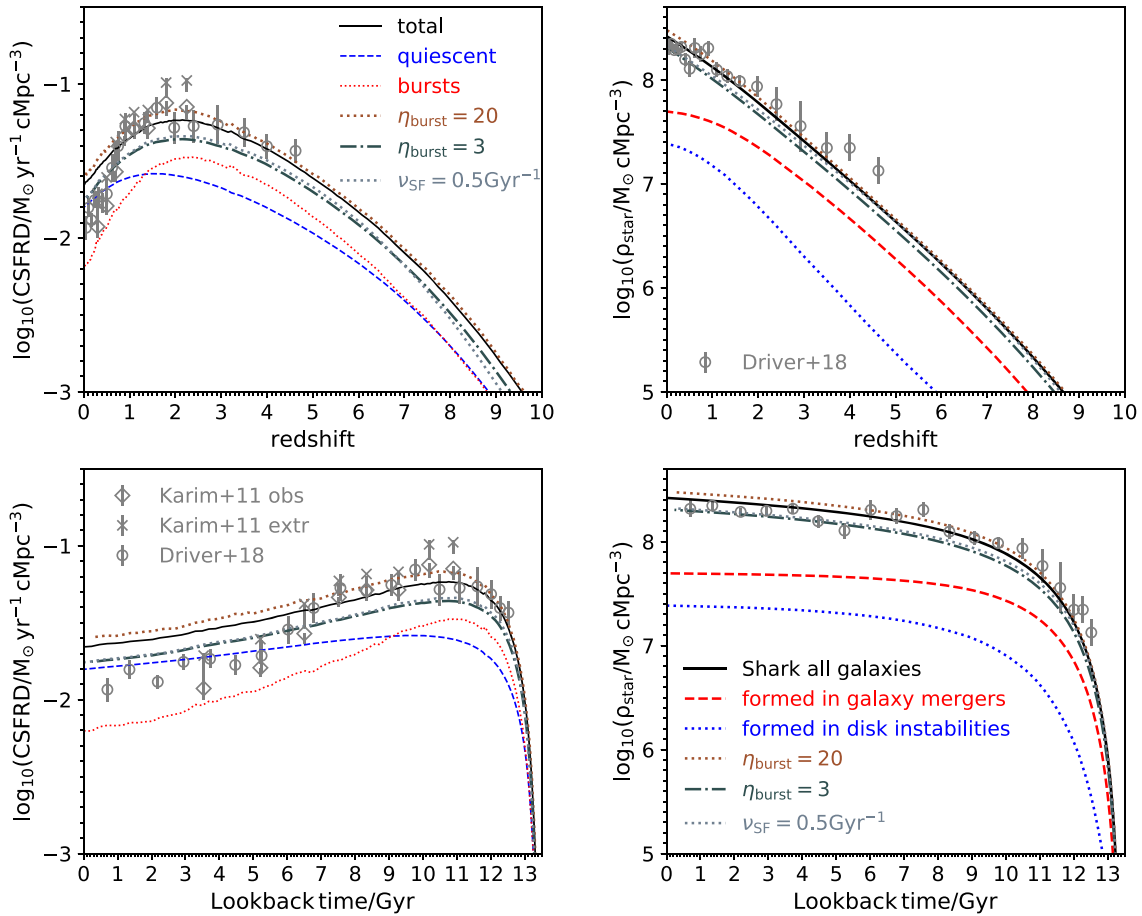 log₁₀(CSFRD/M⊙ yr⁻¹ cMpc⁻³)
−1
−2
−3
total
quiescent
bursts
η_burst = 20
η_burst = 3
ν_SF = 0.5Gyr⁻¹
0 1 2 3 4 5 6 7 8 9 10
redshift
log₁₀(ρ_star/M⊙ cMpc⁻³)
8
7
6
5
Driver+18
0 1 2 3 4 5 6 7 8 9 10
redshift
log₁₀(CSFRD/M⊙ yr⁻¹ cMpc⁻³)
−1
−2
−3
Karim+11 obs
Karim+11 extr
Driver+18
0 1 2 3 4 5 6 7 8 9 10 11 12 13
Lookback time/Gyr
log₁₀(ρ_star/M⊙ cMpc⁻³)
8
7
6
5
Shark all galaxies
formed in galaxy mergers
formed in disk instabilities
η_burst = 20
η_burst = 3
ν_SF = 0.5Gyr⁻¹
0 1 2 3 4 5 6 7 8 9 10 11 12 13
Lookback time/Gyr